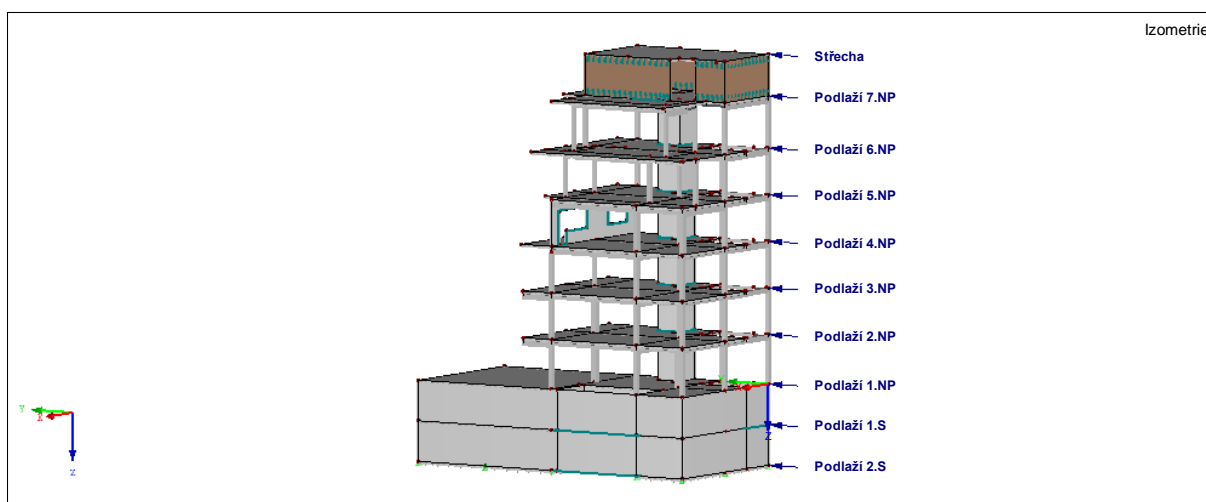 Izometrie
Střecha
Podlaží 7.NP
Podlaží 6.NP
Podlaží 5.NP
Podlaží 4.NP
Podlaží 3.NP
Podlaží 2.NP
Podlaží 1.NP
Podlaží 1.S
Podlaží 2.S
Y
X
Z
Y
Z